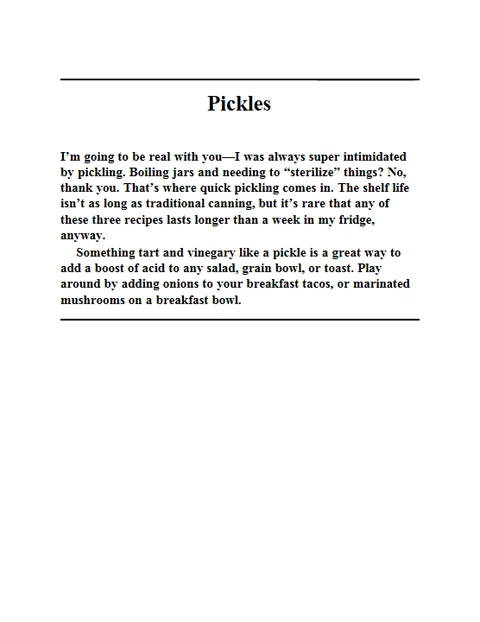 Pickles
I’m going to be real with you—I was always super intimidated
by pickling. Boiling jars and needing to “sterilize” things? No,
thank you. That’s where quick pickling comes in. The shelf life
isn’t as long as traditional canning, but it’s rare that any of
these three recipes lasts longer than a week in my fridge,
anyway.
Something tart and vinegary like a pickle is a great way to
add a boost of acid to any salad, grain bowl, or toast. Play
around by adding onions to your breakfast tacos, or marinated
mushrooms on a breakfast bowl.